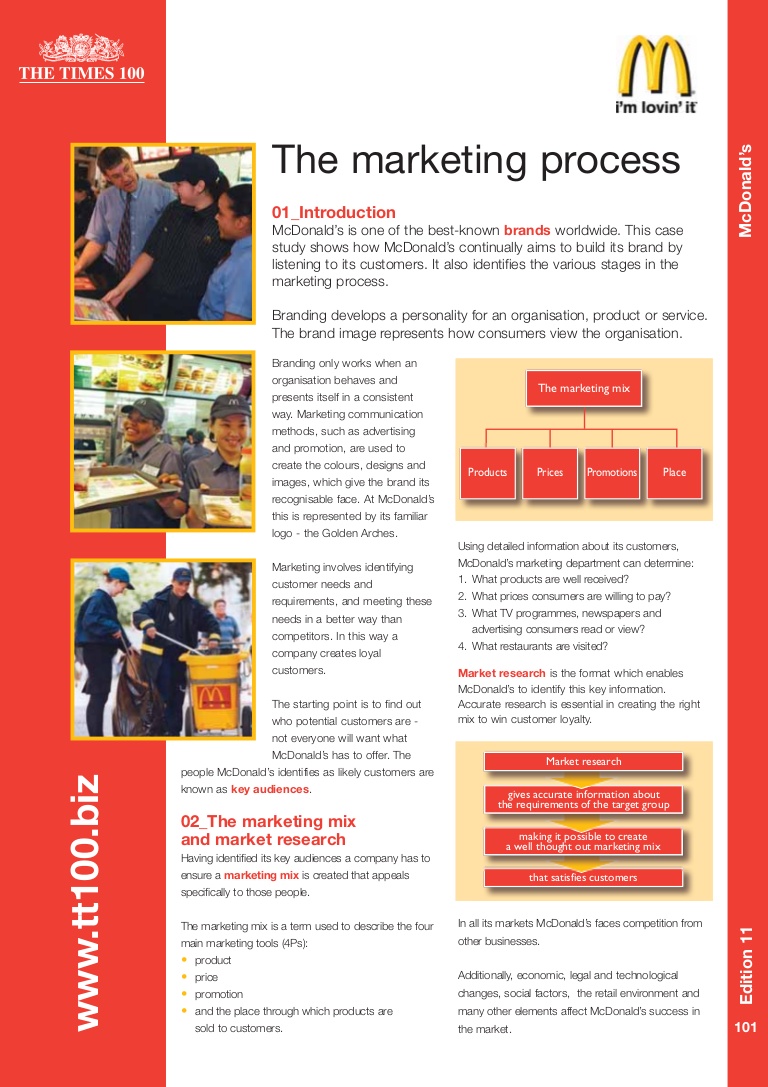 THE TIMES 100
i'm lovin' it
McDonald's
The marketing process
01_Introduction
McDonald's is one of the best-known brands worldwide. This case
study shows how McDonald's continually aims to build its brand by
listening to its customers. It also identifies the various stages in the
marketing process.
Branding develops a personality for an organisation, product or service.
The brand image represents how consumers view the organisation.
Branding only works when an
organisation behaves and
presents itself in a consistent
way. Marketing communication
methods, such as advertising
and promotion, are used to
create the colours, designs and
images, which give the brand its
recognisable face. At McDonald's
this is represented by its familiar
logo - the Golden Arches.
Marketing involves identifying
customer needs and
requirements, and meeting these
needs in a better way than
competitors. In this way a
company creates loyal
customers.
The starting point is to find out
who potential customers are -
not everyone will want what
McDonald's has to offer. The
people McDonald's identifies as likely customers are
known as key audiences.
02_The marketing mix
and market research
Having identified its key audiences a company has to
ensure a marketing mix is created that appeals
specifically to those people.
The marketing mix is a term used to describe the four
main marketing tools (4Ps):
• product
• price
• promotion
• and the place through which products are
sold to customers.
The marketing mix
Products
Prices
Promotions
Place
Using detailed information about its customers,
McDonald's marketing department can determine:
1. What products are well received?
2. What prices consumers are willing to pay?
3. What TV programmes, newspapers and
advertising consumers read or view?
4. What restaurants are visited?
Market research is the format which enables
McDonald's to identify this key information.
Accurate research is essential in creating the right
mix to win customer loyalty.
Market research
gives accurate information about
the requirements of the target group
making it possible to create
a well thought out marketing mix
that satisfies customers
In all its markets McDonald's faces competition from
other businesses.
Additionally, economic, legal and technological
changes, social factors, the retail environment and
many other elements affect McDonald's success in
the market.
www.tt100.biz
Edition 11
101